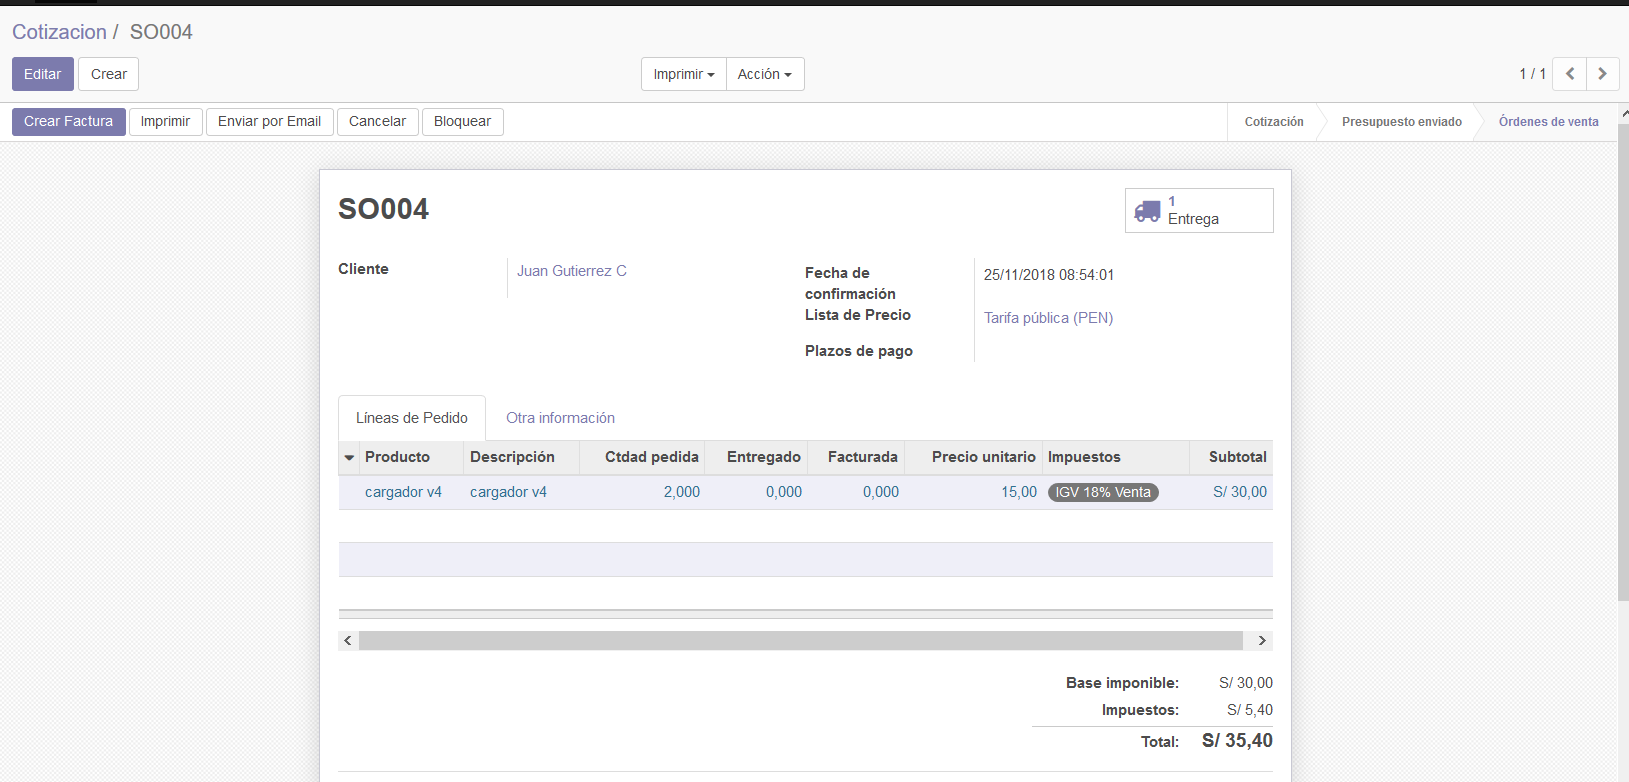 Cotizacion / SO004
Editar Crear Imprimir Acción 1 / 1
Crear Factura Imprimir Enviar por Email Cancelar Bloquear Cotización Presupuesto enviado Órdenes de venta
SO004
1
Entrega
Cliente Juan Gutierrez C
Fecha de confirmación 25/11/2018 08:54:01
Lista de Precio Tarifa pública (PEN)
Plazos de pago
Líneas de Pedido Otra información
Producto Descripción Ctdad pedida Entregado Facturada Precio unitario Impuestos Subtotal
cargador v4 cargador v4 2,000 0,000 0,000 15,00 IGV 18% Venta S/ 30,00
Base imponible: S/ 30,00
Impuestos: S/ 5,40
Total: S/ 35,40